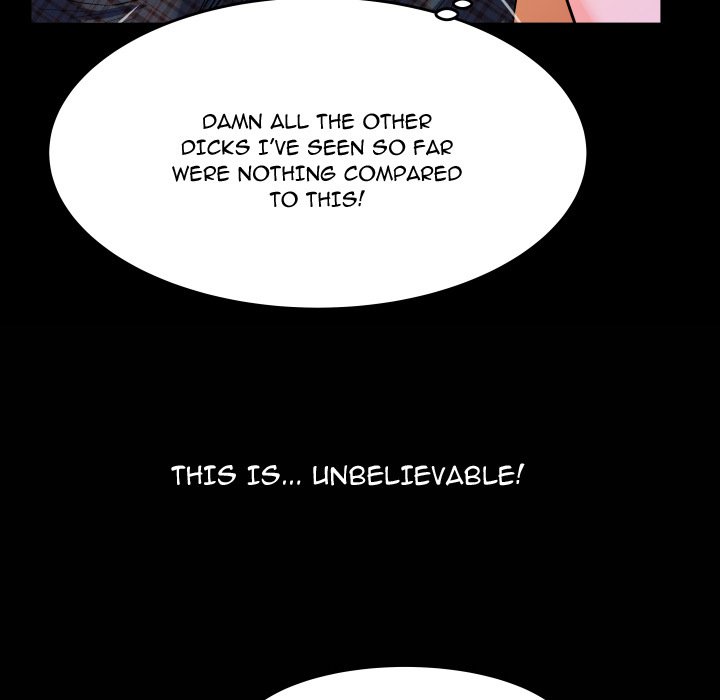 DAMN ALL THE OTHER
DICKS I'VE SEEN SO FAR
WERE NOTHING COMPARED
TO THIS!
THIS IS... UNBELIEVABLE!